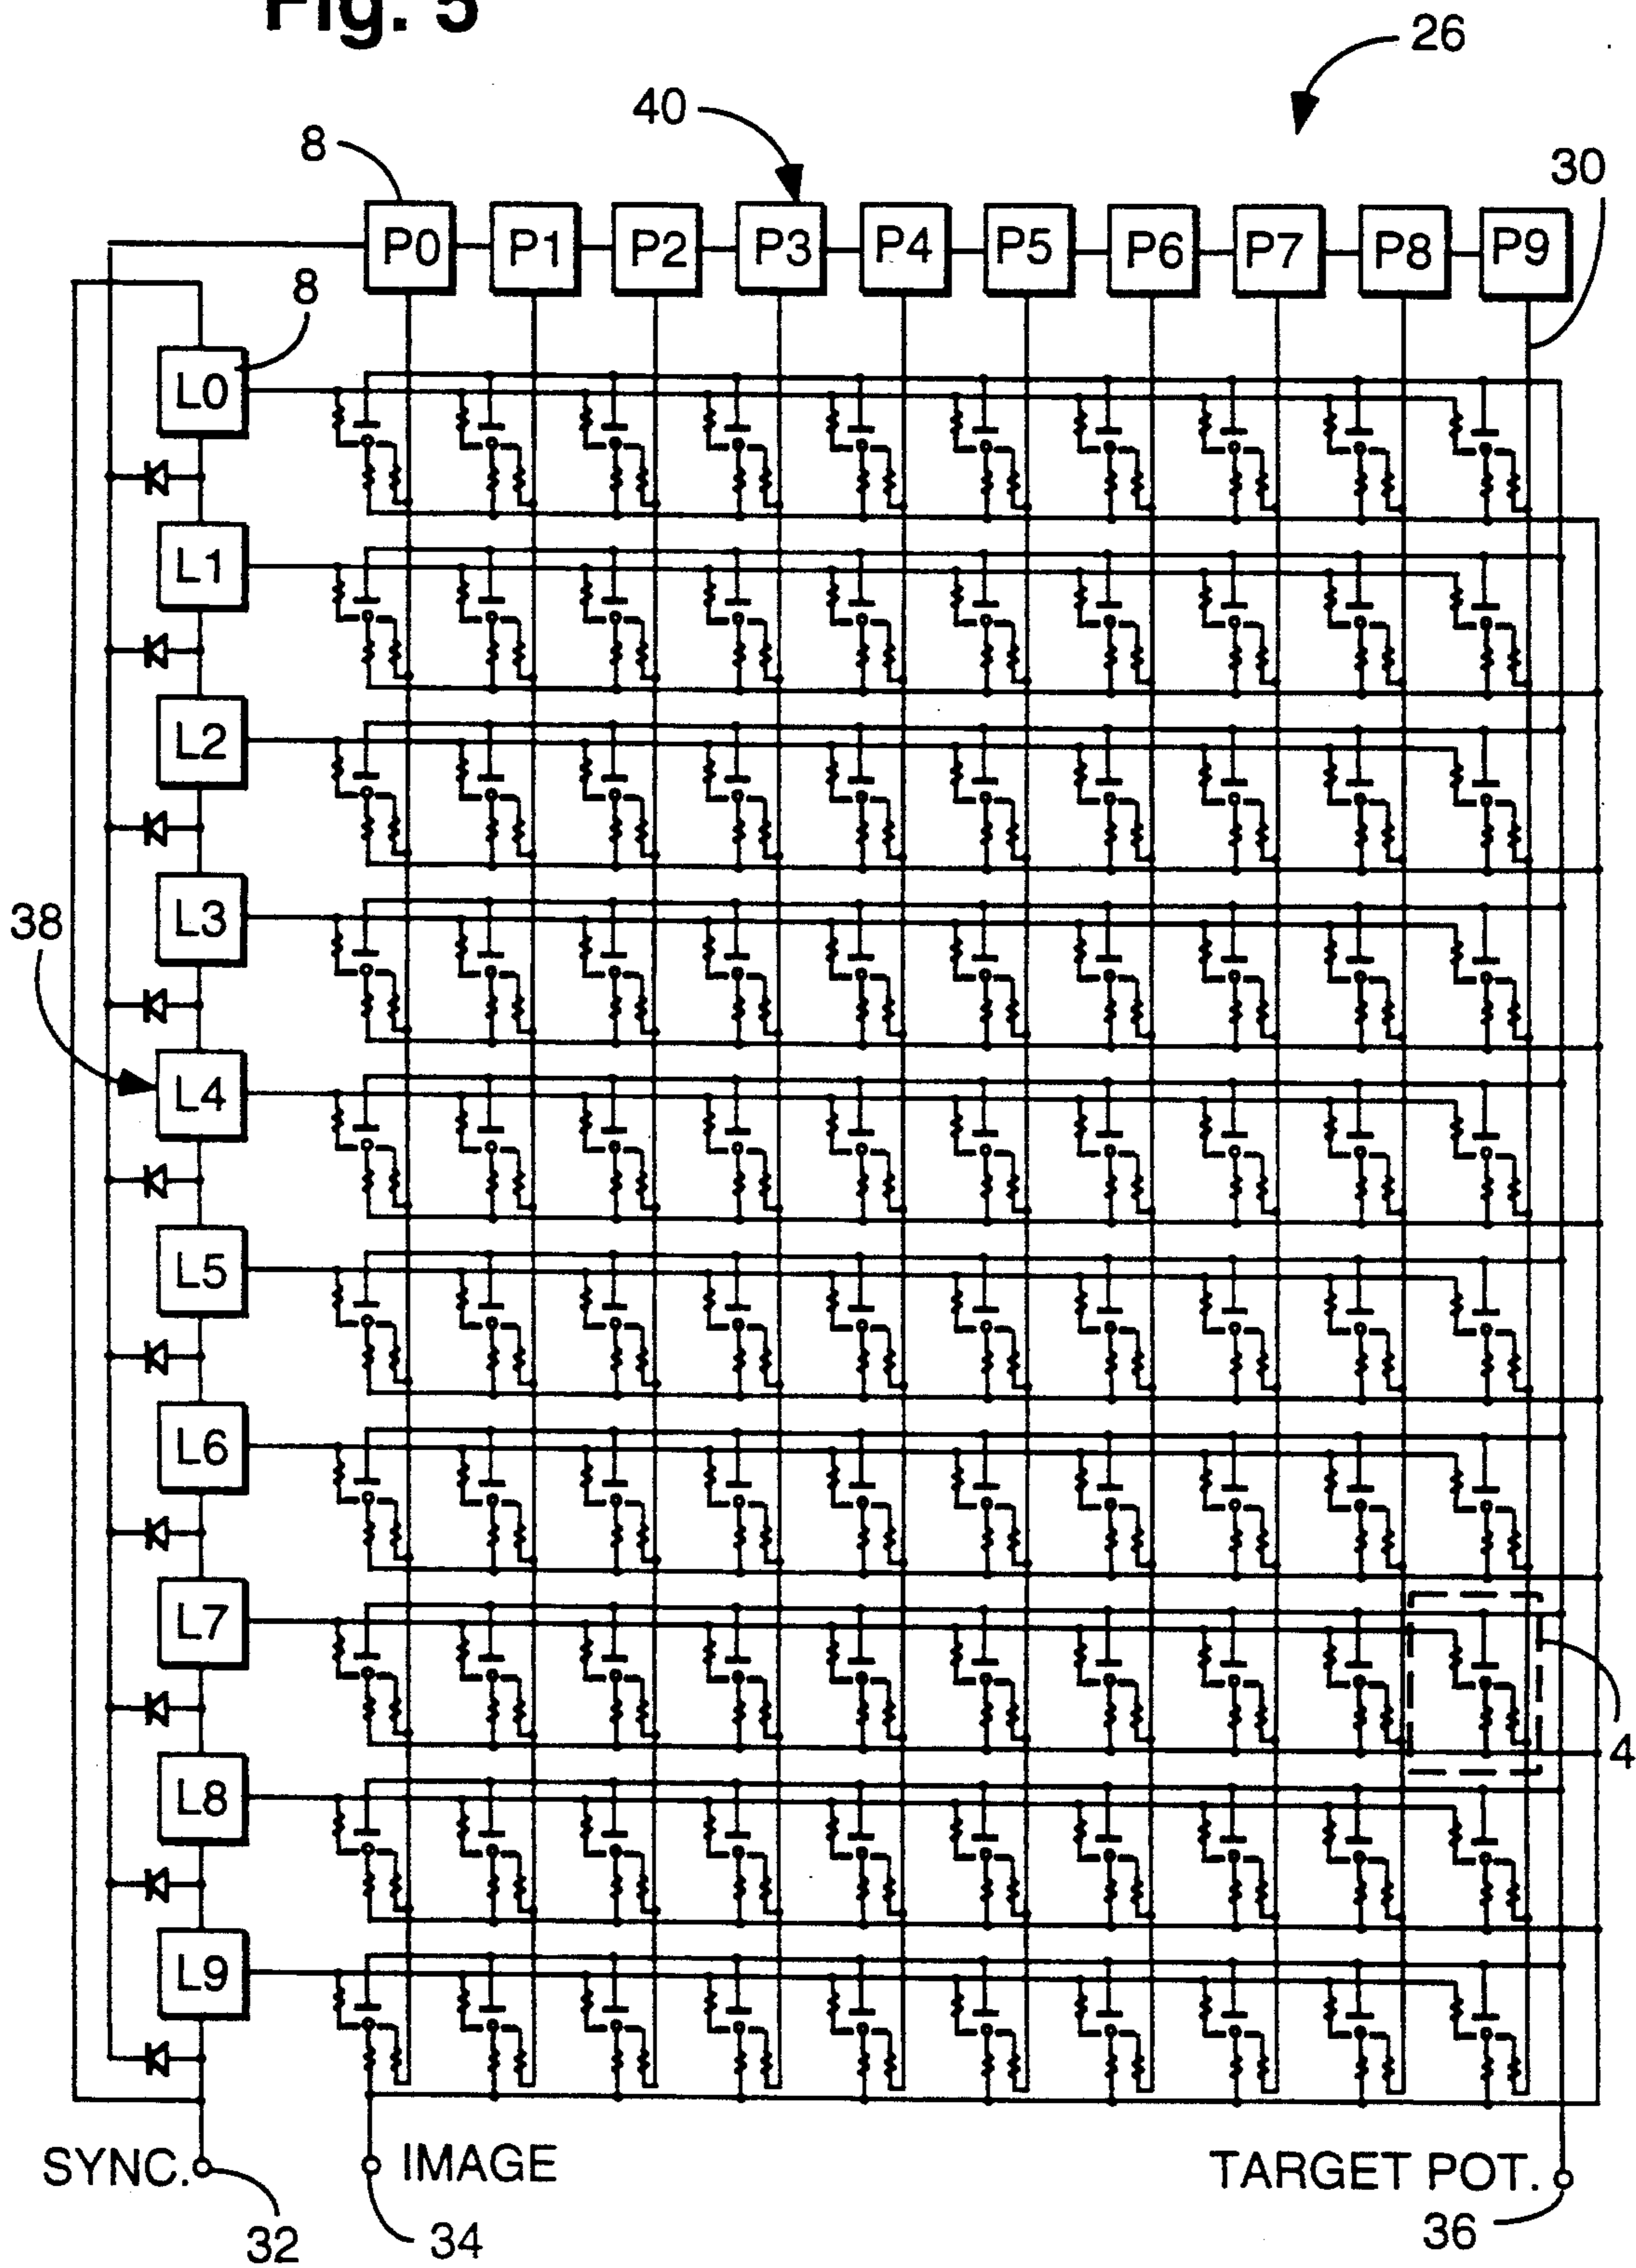 Fig. 5
26
40
8
30
P0 P1 P2 P3 P4 P5 P6 P7 P8 P9
8
L0
L1
L2
L3
38
L4
L5
L6
L7
4
L8
L9
SYNC. IMAGE TARGET POT.
32 34 36